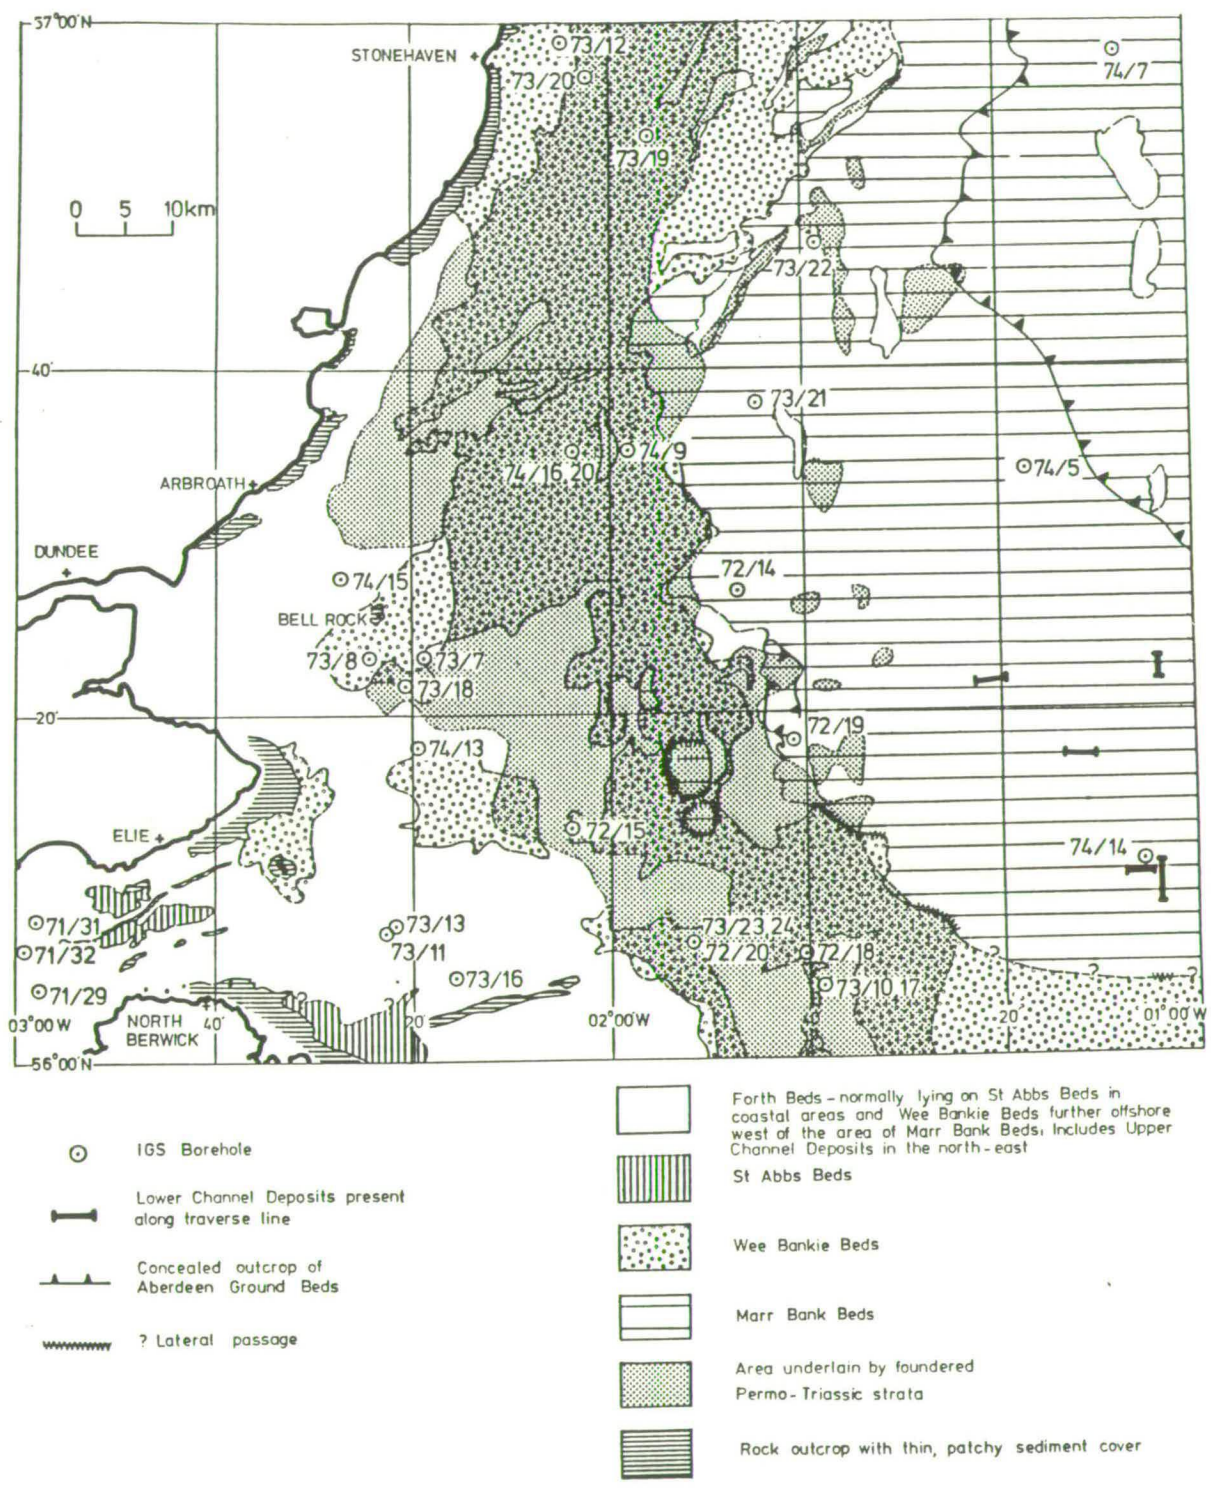 57°00'N
STONEHAVEN
73/12
73/20
74/7
73/19
0 5 10km
73/22
40'
73/21
74/16,20
74/9
74/5
ARBROATH
DUNDEE
74/15
72/14
BELL ROCK
73/8
73/7
73/18
20'
72/19
74/13
72/15
ELIE
74/14
71/31
73/13
73/23,24
71/32
73/11
72/20
72/18
?
?
?
73/16
71/29
?
?
73/10,17
03°00'W
NORTH
BERWICK
40'
20'
02°00'W
20'
01°00'W
56°00'N
IGS Borehole
Lower Channel Deposits present
along traverse line
Concealed outcrop of
Aberdeen Ground Beds
? Lateral passage
Forth Beds - normally lying on St Abbs Beds in
coastal areas and Wee Bankie Beds further offshore
west of the area of Marr Bank Beds. Includes Upper
Channel Deposits in the north-east
St Abbs Beds
Wee Bankie Beds
Marr Bank Beds
Area underlain by foundered
Permo-Triassic strata
Rock outcrop with thin, patchy sediment cover